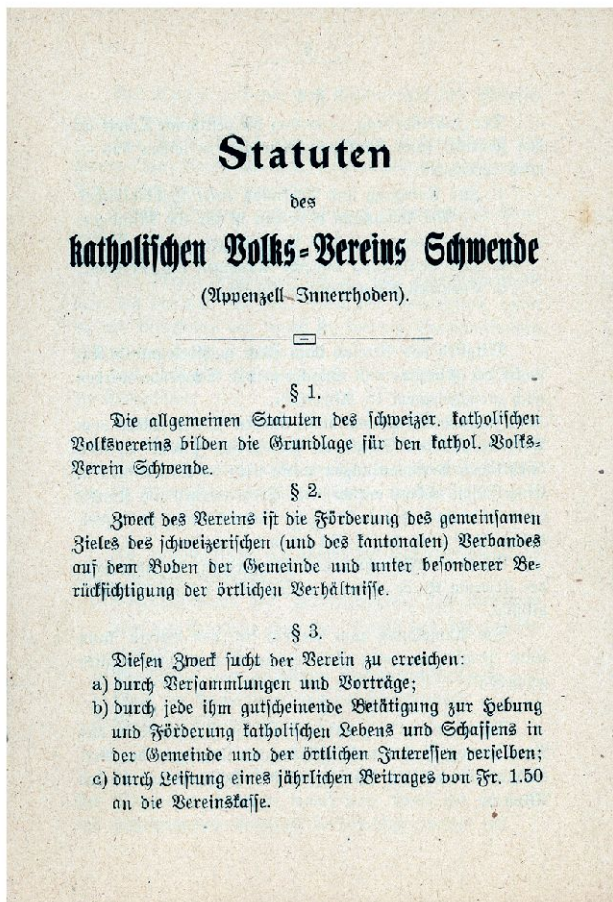 Statuten
des
katholischen Volks-Vereins Schwende
(Appenzell Innerrhoden).
§ 1.
Die allgemeinen Statuten des schweizer. katholischen
Volksvereins bilden die Grundlage für den kathol. Volks-
Verein Schwende.
§ 2.
Zweck des Vereins ist die Förderung des gemeinsamen
Zieles des schweizerischen (und des kantonalen) Verbandes
auf dem Boden der Gemeinde und unter besonderer Be-
rücksichtigung der örtlichen Verhältnisse.
§ 3.
Diesen Zweck sucht der Verein zu erreichen:
a) durch Versammlungen und Vorträge;
b) durch jede ihm gutscheinende Betätigung zur Hebung
und Förderung katholischen Lebens und Schaffens in
der Gemeinde und der örtlichen Interessen derselben;
c) durch Leistung eines jährlichen Beitrages von Fr. 1.50
an die Vereinskasse.